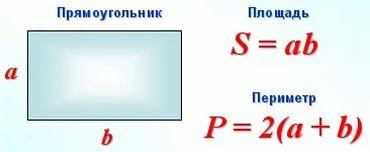 Прямоугольник
a
b
Площадь
S = ab
Периметр
P = 2(a + b)